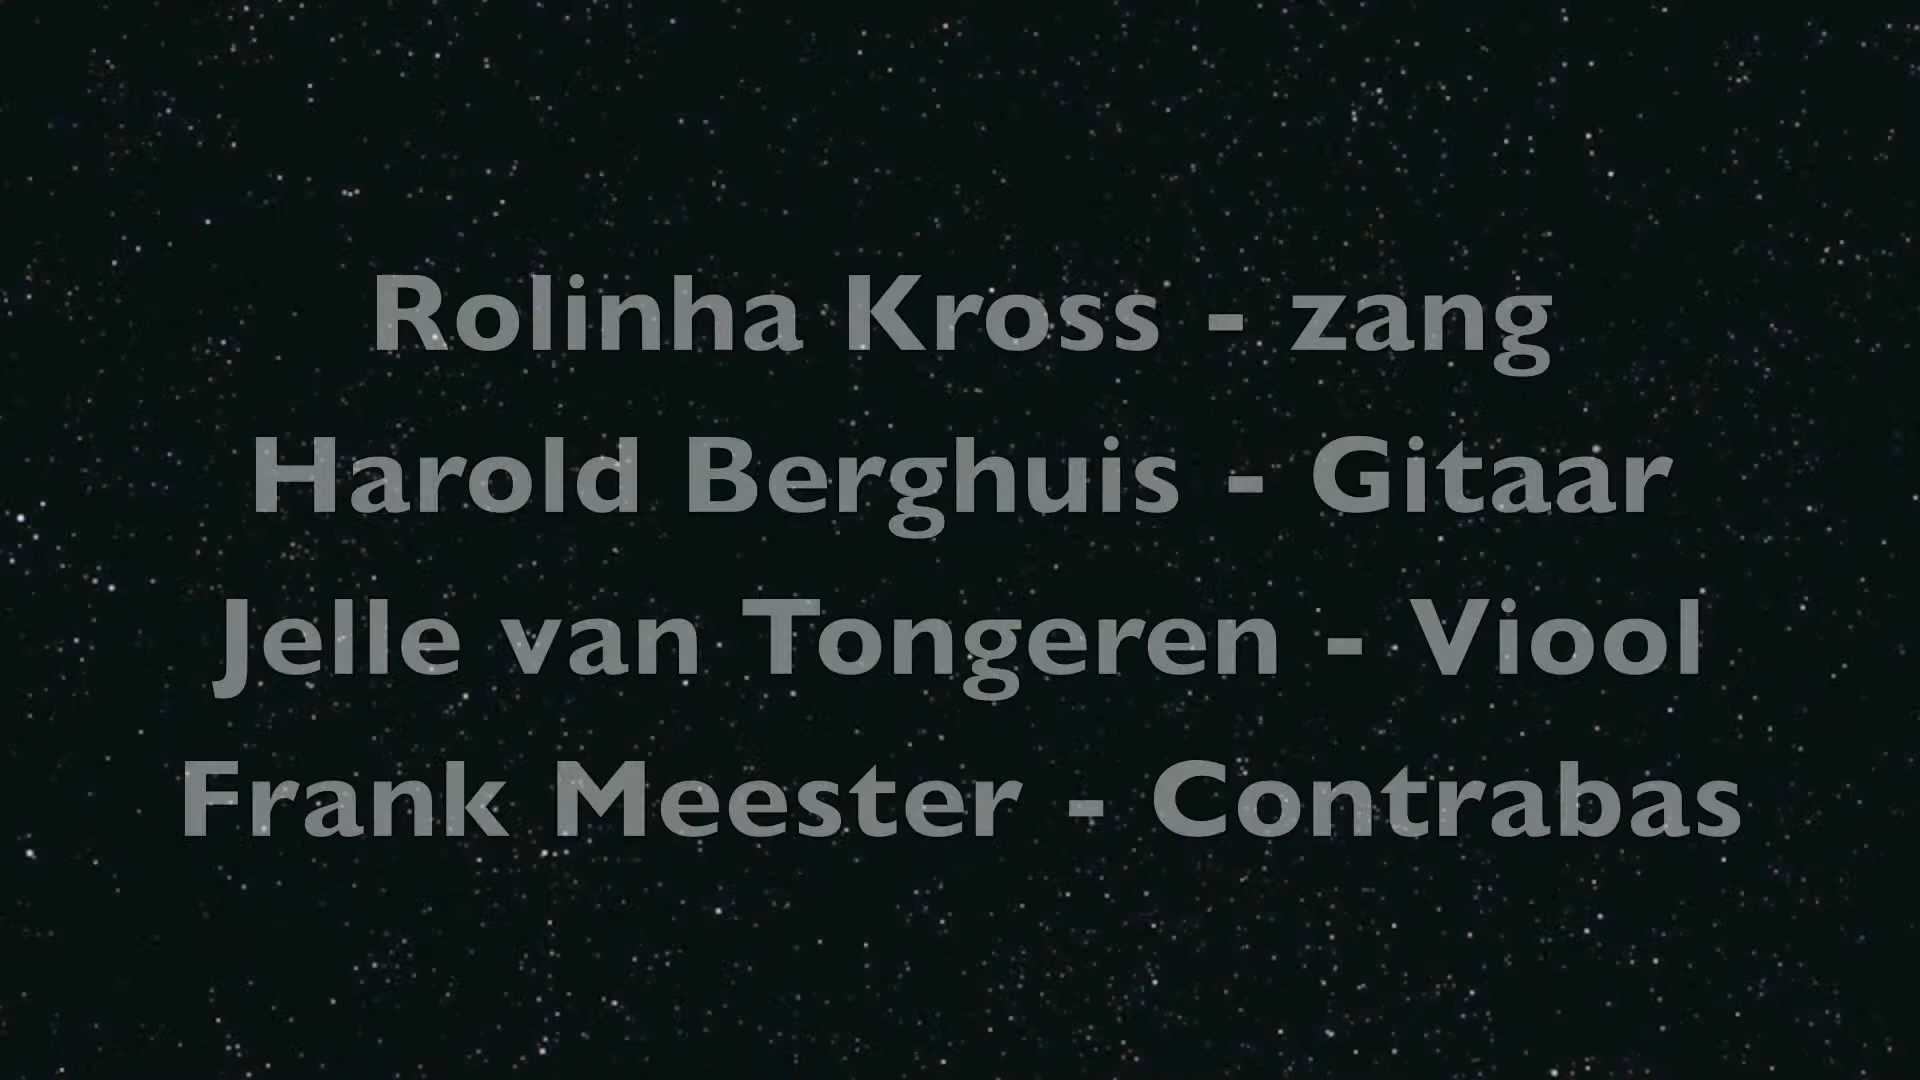 Rolinha Kross - zang
Harold Berghuis - Gitaar
Jelle van Tongeren - Viool
Frank Meester - Contrabas